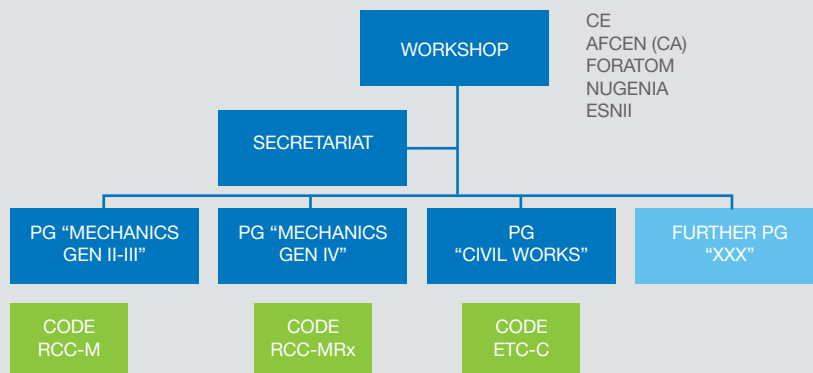 WORKSHOP
CE
AFCEN (CA)
FORATOM
NUGENIA
ESNII
SECRETARIAT
PG “MECHANICS
GEN II-III”
PG “MECHANICS
GEN IV”
PG
“CIVIL WORKS”
FURTHER PG
“XXX”
CODE
RCC-M
CODE
RCC-MRx
CODE
ETC-C